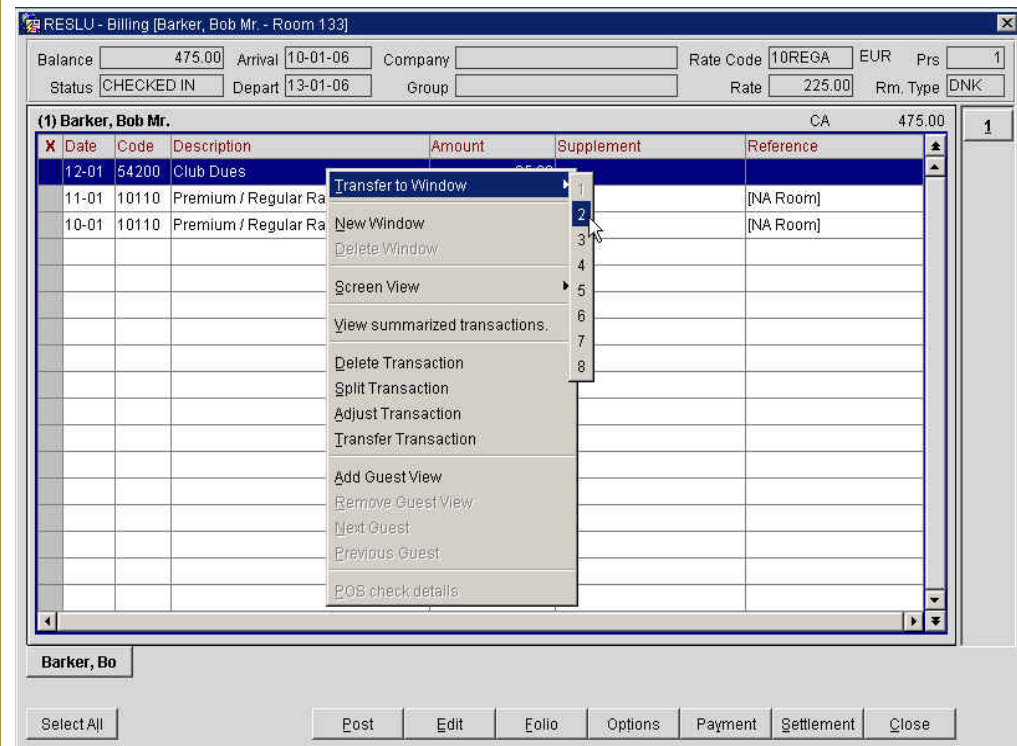 RESLU - Billing [Barker, Bob Mr. - Room 133]
Balance 475.00 Arrival 10-01-06 Company Rate Code 10REGA EUR Prs 1
Status CHECKED IN Depart 13-01-06 Group Rate 225.00 Rm. Type DNK
(1) Barker, Bob Mr. CA 475.00 1
X Date Code Description Amount Supplement Reference
12-01 54200 Club Dues
11-01 10110 Premium / Regular Ra [NA Room]
10-01 10110 Premium / Regular Ra [NA Room]
Transfer to Window
New Window
Delete Window
Screen View
View summarized transactions.
Delete Transaction
Split Transaction
Adjust Transaction
Transfer Transaction
Add Guest View
Remove Guest View
Next Guest
Previous Guest
POS check details
1
2
3
4
5
6
7
8
Barker, Bo
Select All Post Edit Folio Options Payment Settlement Close